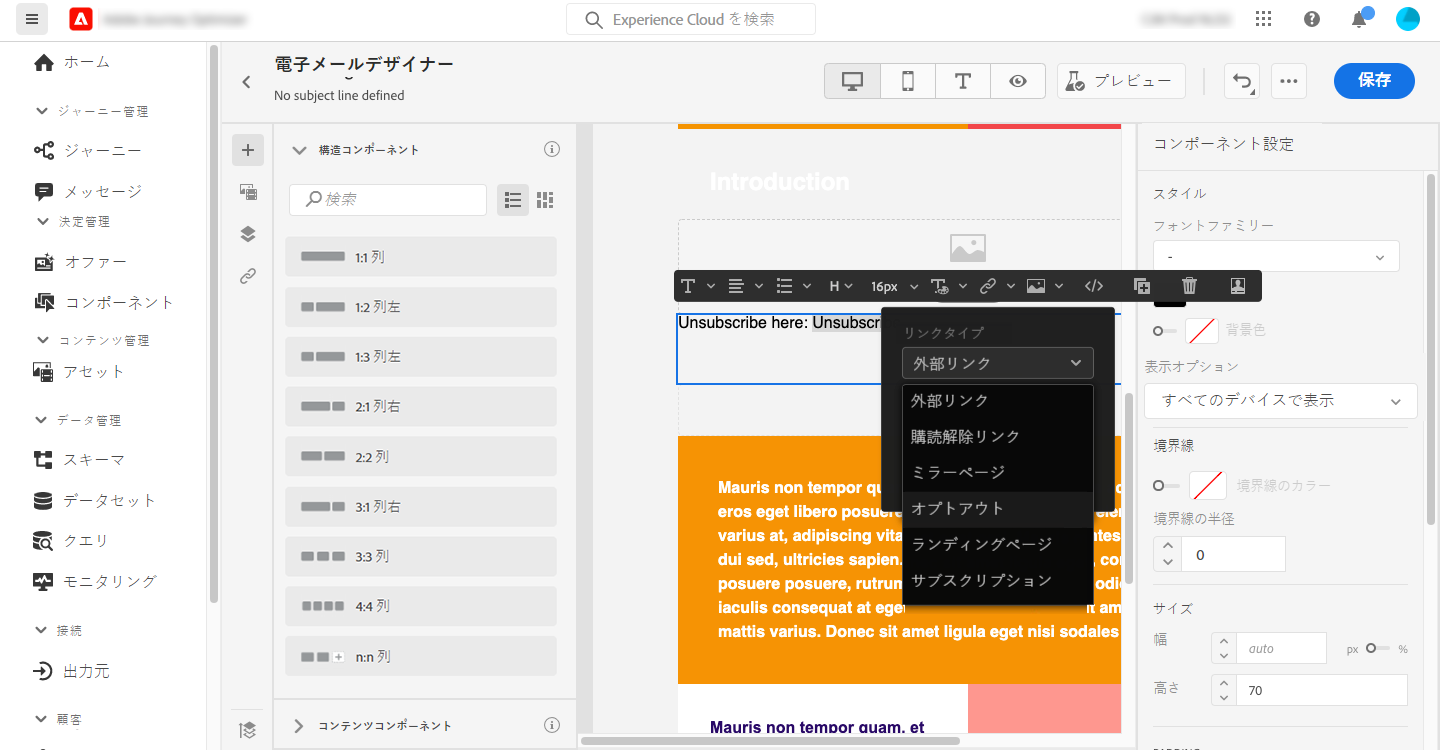 Experience Cloud を検索
ホーム
ジャーニー管理
ジャーニー
メッセージ
決定管理
オファー
コンポーネント
コンテンツ管理
アセット
データ管理
スキーマ
データセット
クエリ
モニタリング
接続
出力元
顧客
電子メールデザイナー
No subject line defined
プレビュー
保存
構造コンポーネント
検索
1:1 列
1:2 列左
1:3 列左
2:1 列右
2:2 列
3:1 列右
3:3 列
4:4 列
n:n 列
コンテンツコンポーネント
Introduction
H
16px
Unsubscribe here: Unsubscr
リンクタイプ
外部リンク
外部リンク
購読解除リンク
ミラーページ
オプトアウト
ランディングページ
サブスクリプション
Mauris non tempor qu
eros eget libero posuere
varius at, adipiscing vita
dui sed, ultricies sapien.
posuere posuere, rutrum
iaculis consequat at eget
mattis varius. Donec sit amet ligula eget nisi sodales
Mauris non tempor quam, et
コンポーネント設定
スタイル
フォントファミリー
-
背景色
表示オプション
すべてのデバイスで表示
境界線
境界線のカラー
境界線の半径
0
サイズ
幅
auto
px
%
高さ
70